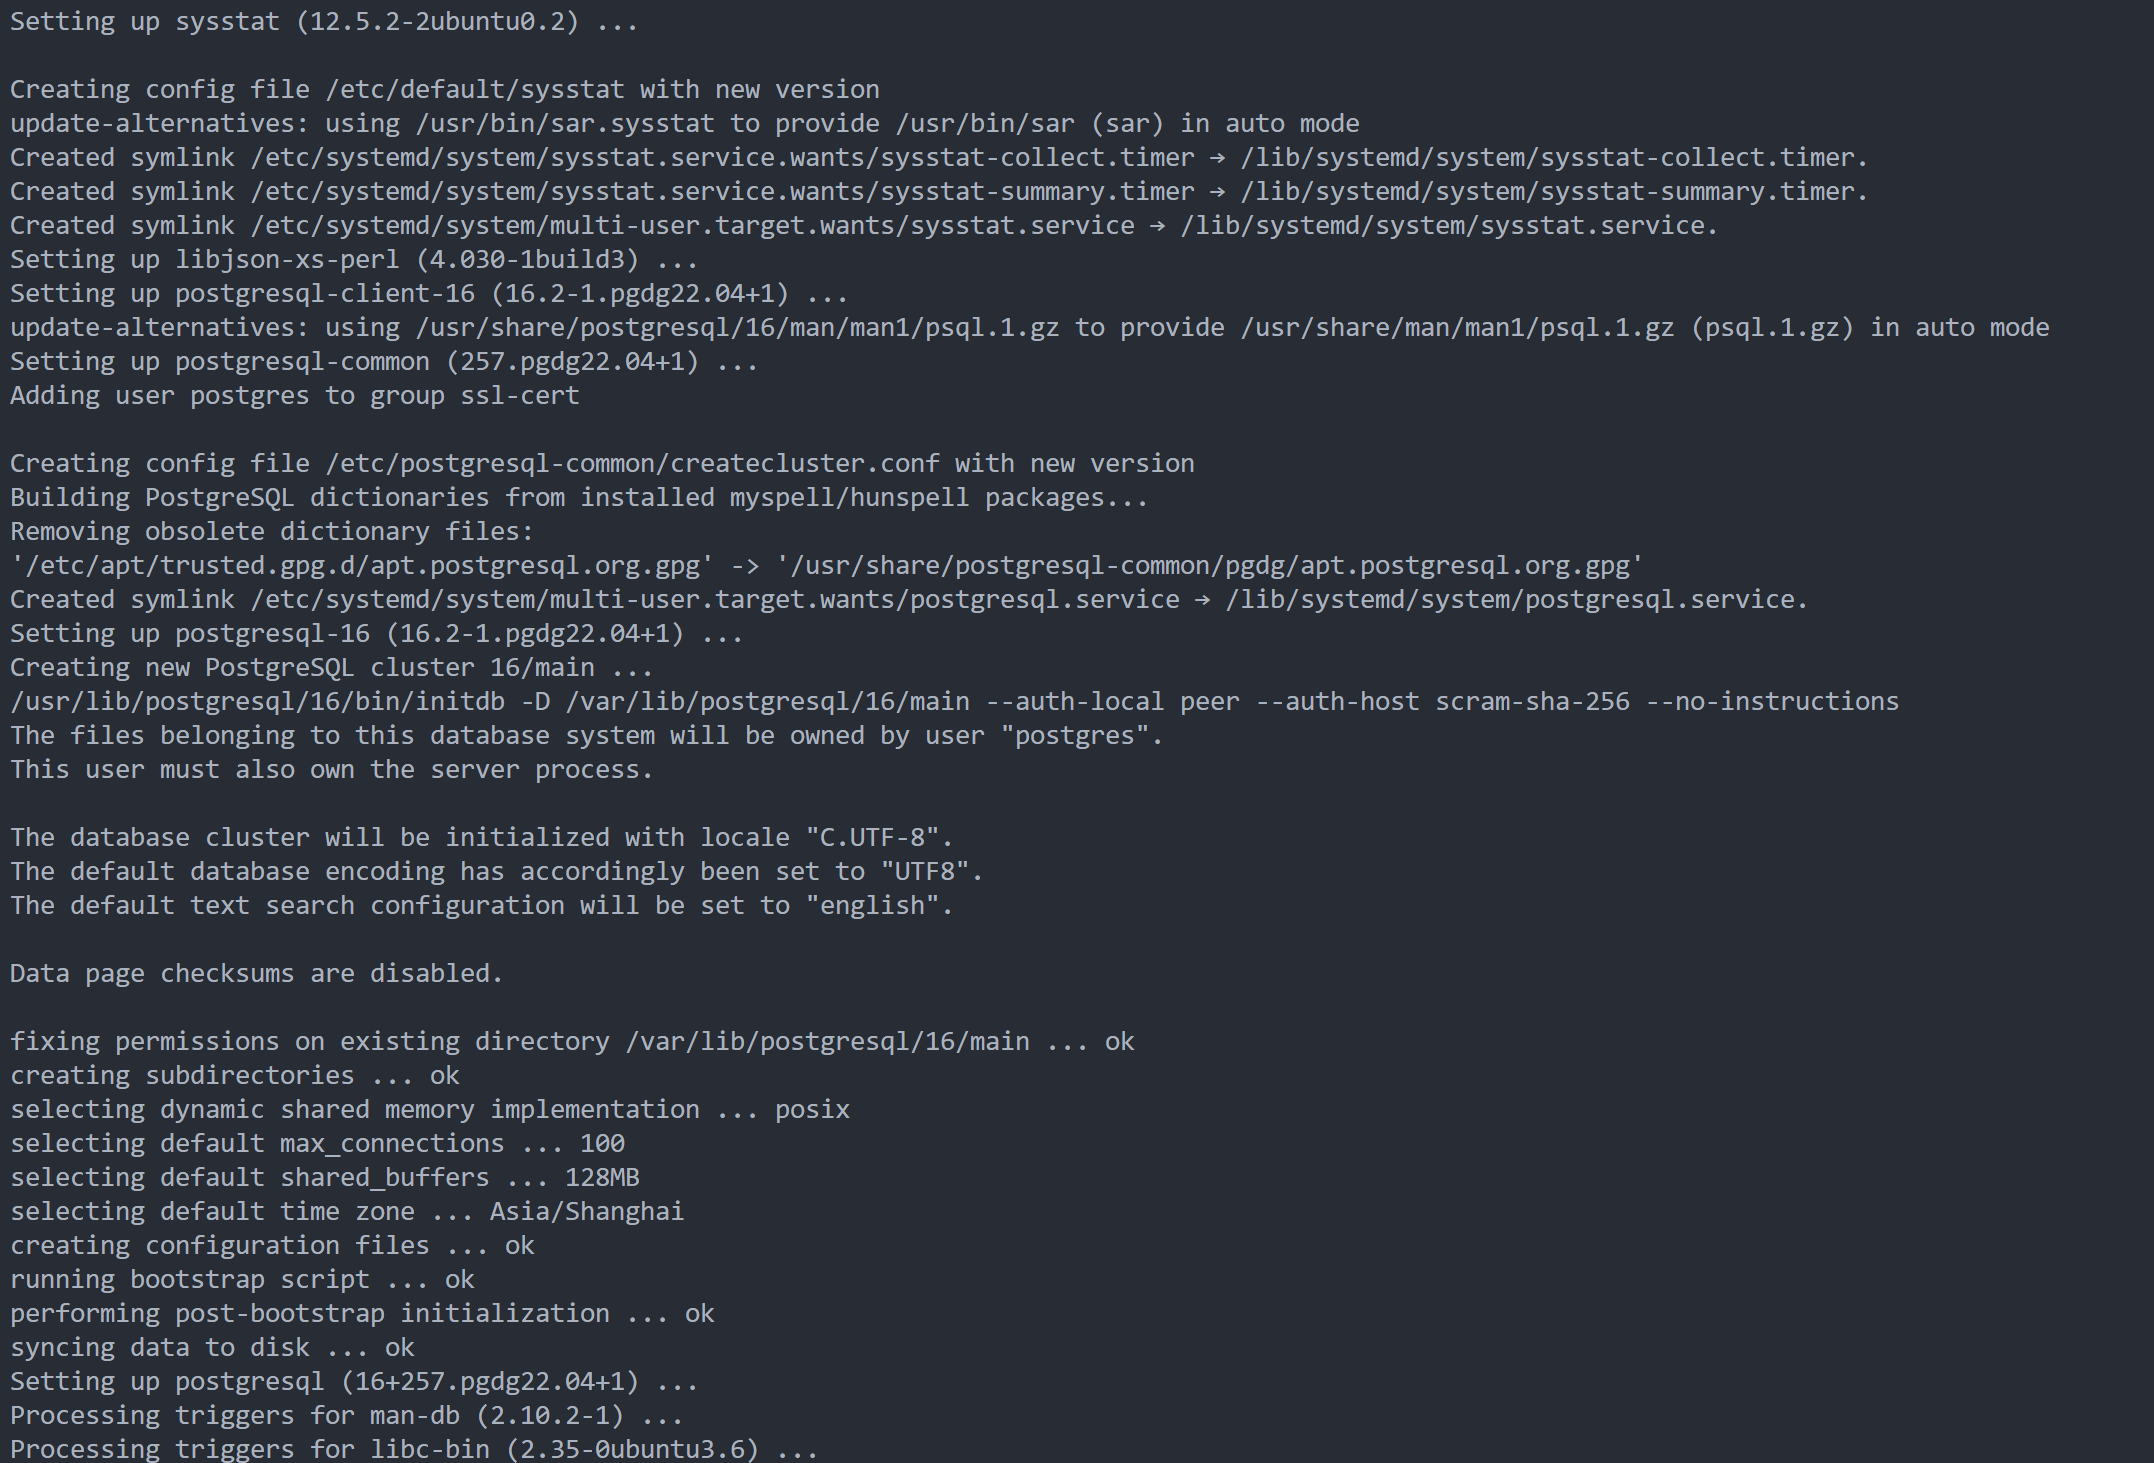 Setting up sysstat (12.5.2-2ubuntu0.2) ...
Creating config file /etc/default/sysstat with new version
update-alternatives: using /usr/bin/sar.sysstat to provide /usr/bin/sar (sar) in auto mode
Created symlink /etc/systemd/system/sysstat.service.wants/sysstat-collect.timer → /lib/systemd/system/sysstat-collect.timer.
Created symlink /etc/systemd/system/sysstat.service.wants/sysstat-summary.timer → /lib/systemd/system/sysstat-summary.timer.
Created symlink /etc/systemd/system/multi-user.target.wants/sysstat.service → /lib/systemd/system/sysstat.service.
Setting up libjson-xs-perl (4.030-1build3) ...
Setting up postgresql-client-16 (16.2-1.pgdg22.04+1) ...
update-alternatives: using /usr/share/postgresql/16/man/man1/psql.1.gz to provide /usr/share/man/man1/psql.1.gz (psql.1.gz) in auto mode
Setting up postgresql-common (257.pgdg22.04+1) ...
Adding user postgres to group ssl-cert
Creating config file /etc/postgresql-common/createcluster.conf with new version
Building PostgreSQL dictionaries from installed myspell/hunspell packages...
Removing obsolete dictionary files:
'/etc/apt/trusted.gpg.d/apt.postgresql.org.gpg' -> '/usr/share/postgresql-common/pgdg/apt.postgresql.org.gpg'
Created symlink /etc/systemd/system/multi-user.target.wants/postgresql.service → /lib/systemd/system/postgresql.service.
Setting up postgresql-16 (16.2-1.pgdg22.04+1) ...
Creating new PostgreSQL cluster 16/main ...
/usr/lib/postgresql/16/bin/initdb -D /var/lib/postgresql/16/main --auth-local peer --auth-host scram-sha-256 --no-instructions
The files belonging to this database system will be owned by user "postgres".
This user must also own the server process.
The database cluster will be initialized with locale "C.UTF-8".
The default database encoding has accordingly been set to "UTF8".
The default text search configuration will be set to "english".
Data page checksums are disabled.
fixing permissions on existing directory /var/lib/postgresql/16/main ... ok
creating subdirectories ... ok
selecting dynamic shared memory implementation ... posix
selecting default max_connections ... 100
selecting default shared_buffers ... 128MB
selecting default time zone ... Asia/Shanghai
creating configuration files ... ok
running bootstrap script ... ok
performing post-bootstrap initialization ... ok
syncing data to disk ... ok
Setting up postgresql (16+257.pgdg22.04+1) ...
Processing triggers for man-db (2.10.2-1) ...
Processing triggers for libc-bin (2.35-0ubuntu3.6) ...